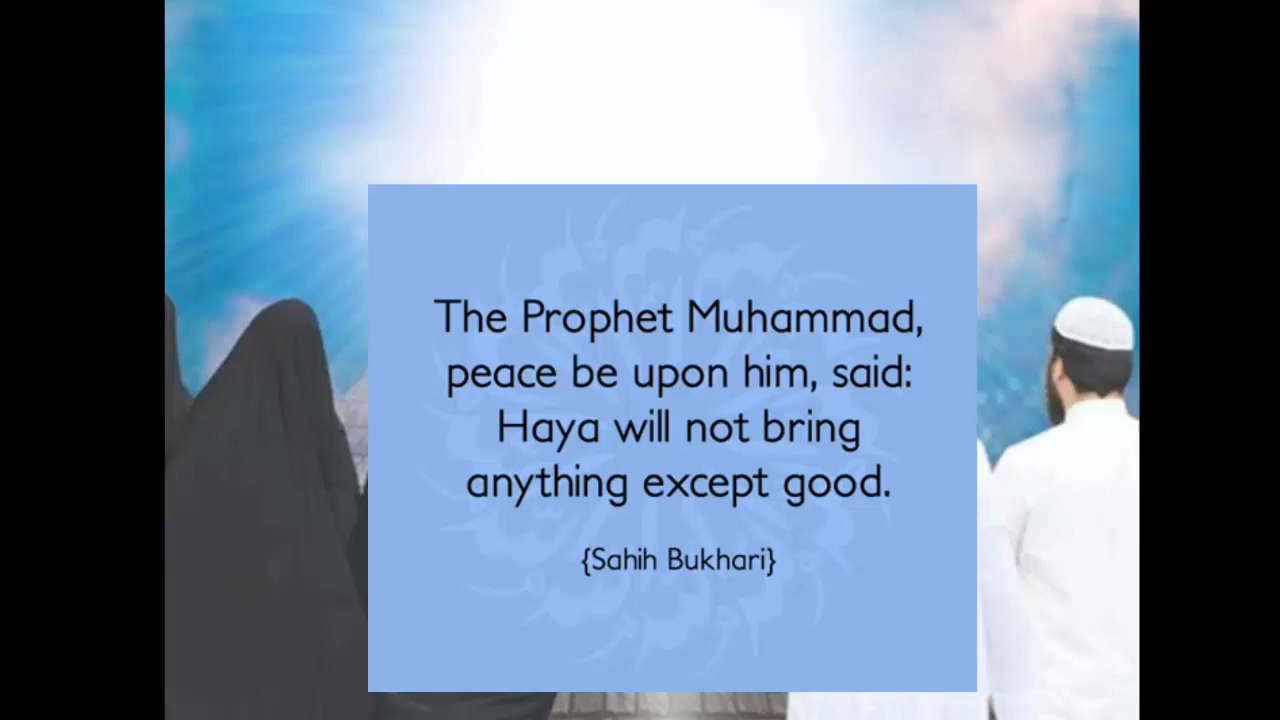 The Prophet Muhammad,
peace be upon him, said:
Haya will not bring
anything except good.
{Sahih Bukhari}